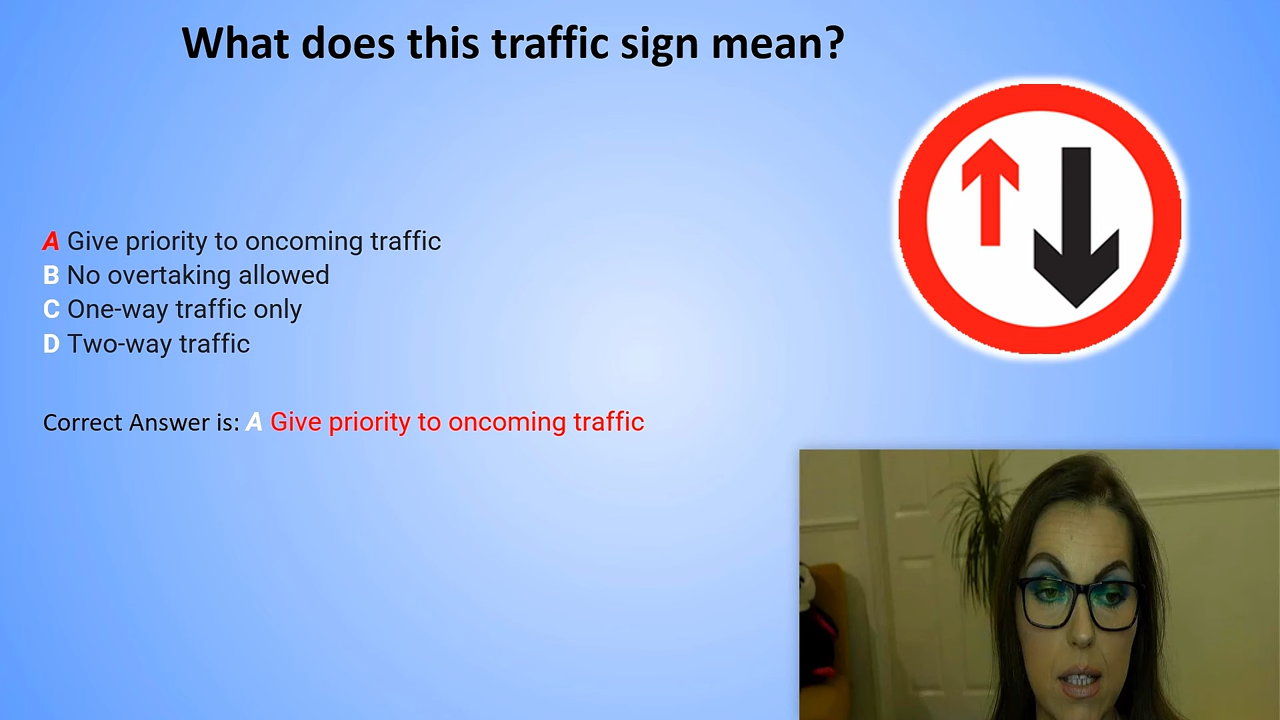 What does this traffic sign mean?
A Give priority to oncoming traffic
B No overtaking allowed
C One-way traffic only
D Two-way traffic
Correct Answer is: A Give priority to oncoming traffic